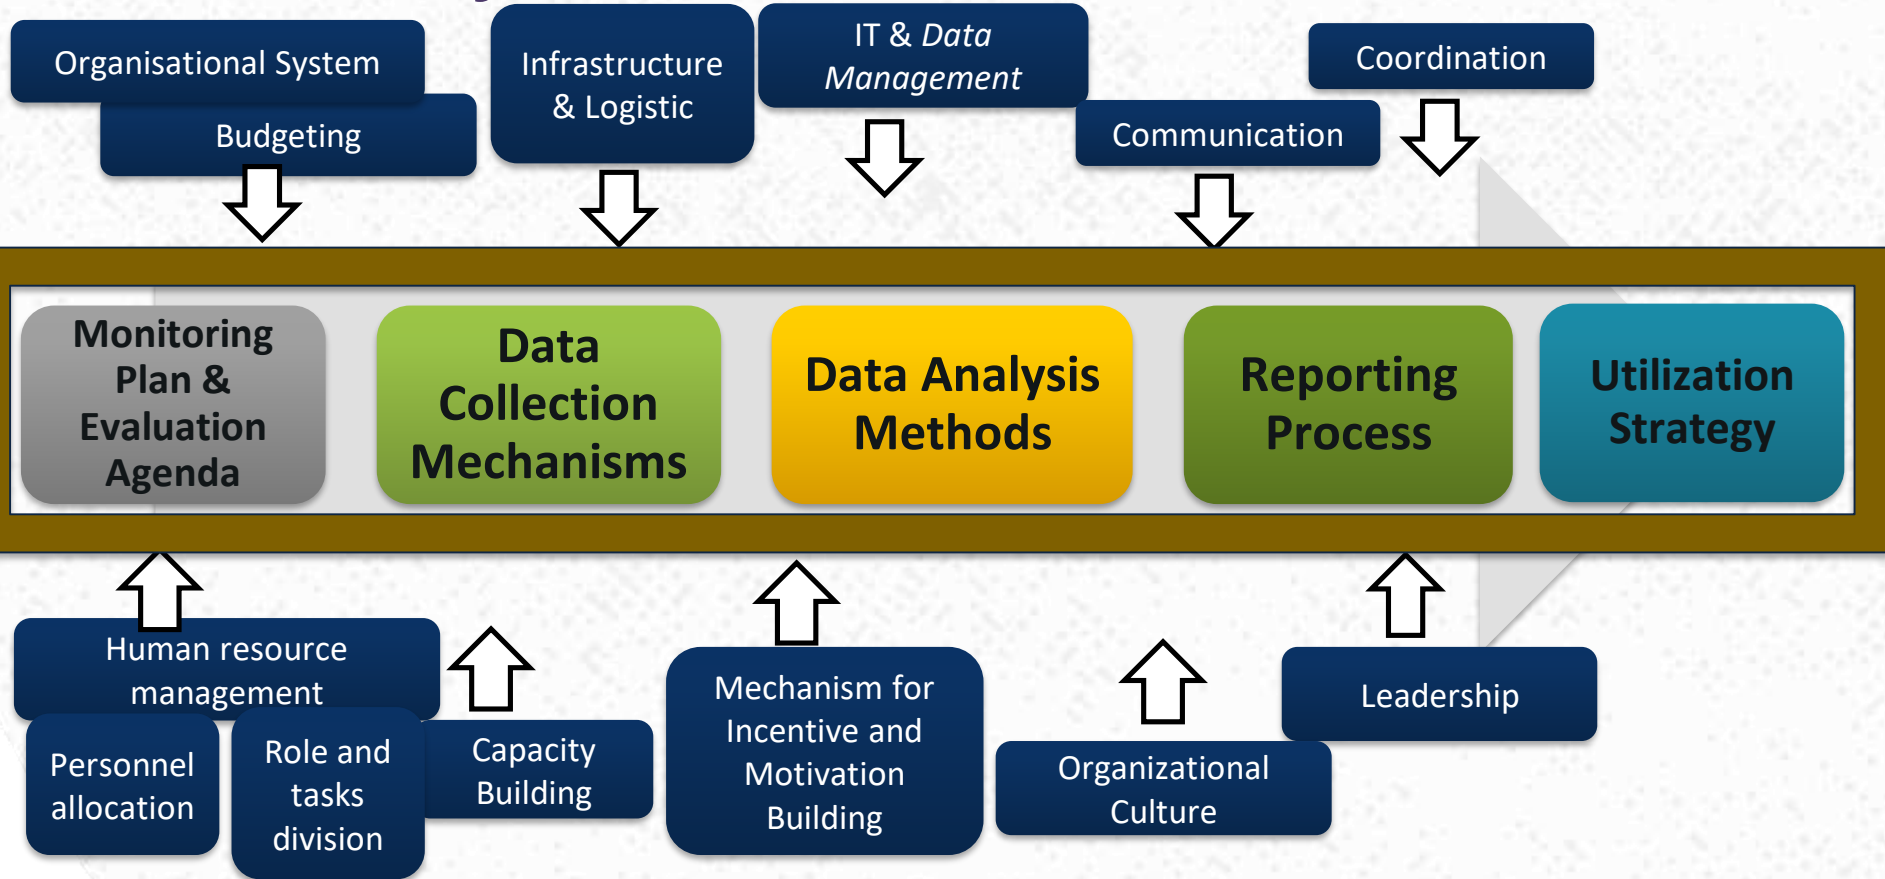 Organisational System
Budgeting
Infrastructure
& Logistic
IT & Data
Management
Communication
Coordination
Monitoring
Plan &
Evaluation
Agenda
Data
Collection
Mechanisms
Data Analysis
Methods
Reporting
Process
Utilization
Strategy
Human resource
management
Personnel
allocation
Role and
tasks
division
Capacity
Building
Mechanism for
Incentive and
Motivation
Building
Organizational
Culture
Leadership